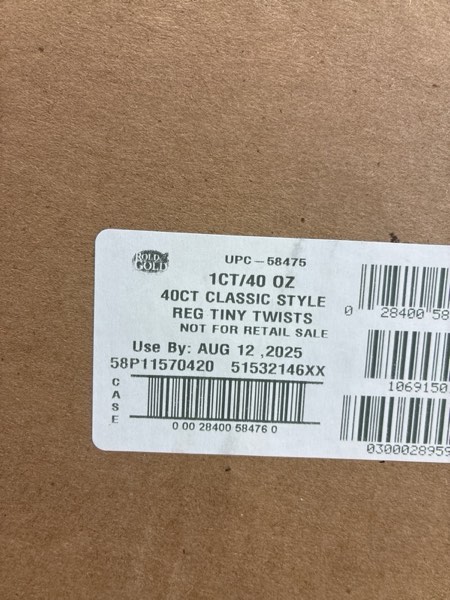 ROLD GOLD
UPC - 58475
1CT/40 OZ
40CT CLASSIC STYLE
REG TINY TWISTS
NOT FOR RETAIL SALE
Use By: AUG 12 ,2025
58P11570420 51532146XX
CASE
0 00 28400 58476 0
0 28400 58
1069150
0300028959